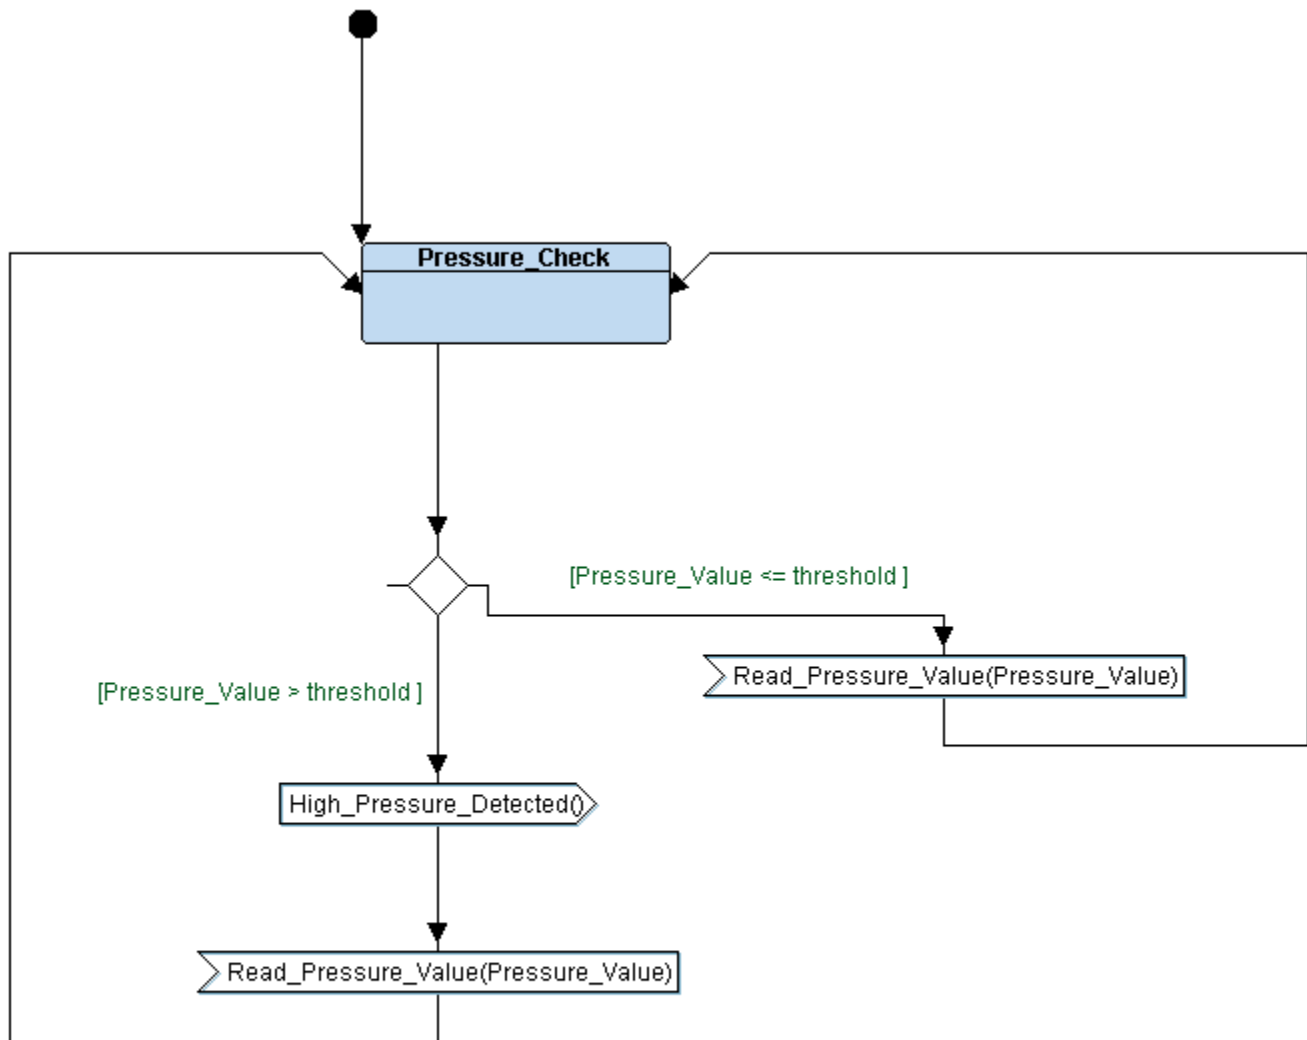 Pressure_Check
[Pressure_Value <= threshold ]
Read_Pressure_Value(Pressure_Value)
[Pressure_Value > threshold ]
High_Pressure_Detected()
Read_Pressure_Value(Pressure_Value)